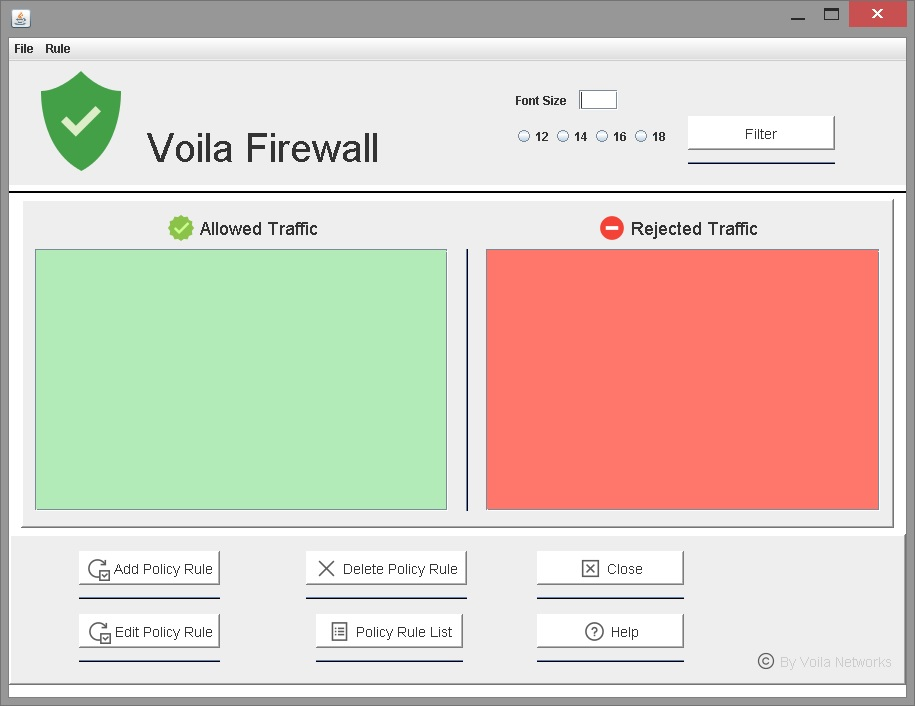 File Rule
Font Size
Voila Firewall
12 14 16 18
Filter
Allowed Traffic
Rejected Traffic
Add Policy Rule
Delete Policy Rule
Close
Edit Policy Rule
Policy Rule List
Help
© By Voila Networks